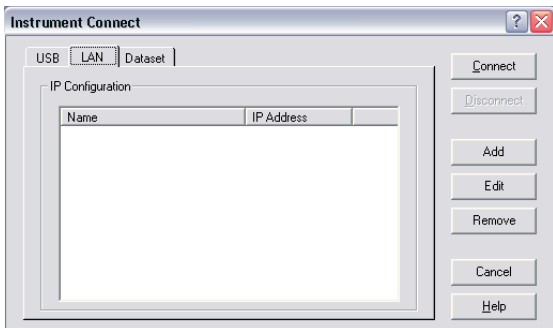 Instrument Connect
USB LAN Dataset
IP Configuration
Name IP Address
Connect
Disconnect
Add
Edit
Remove
Cancel
Help